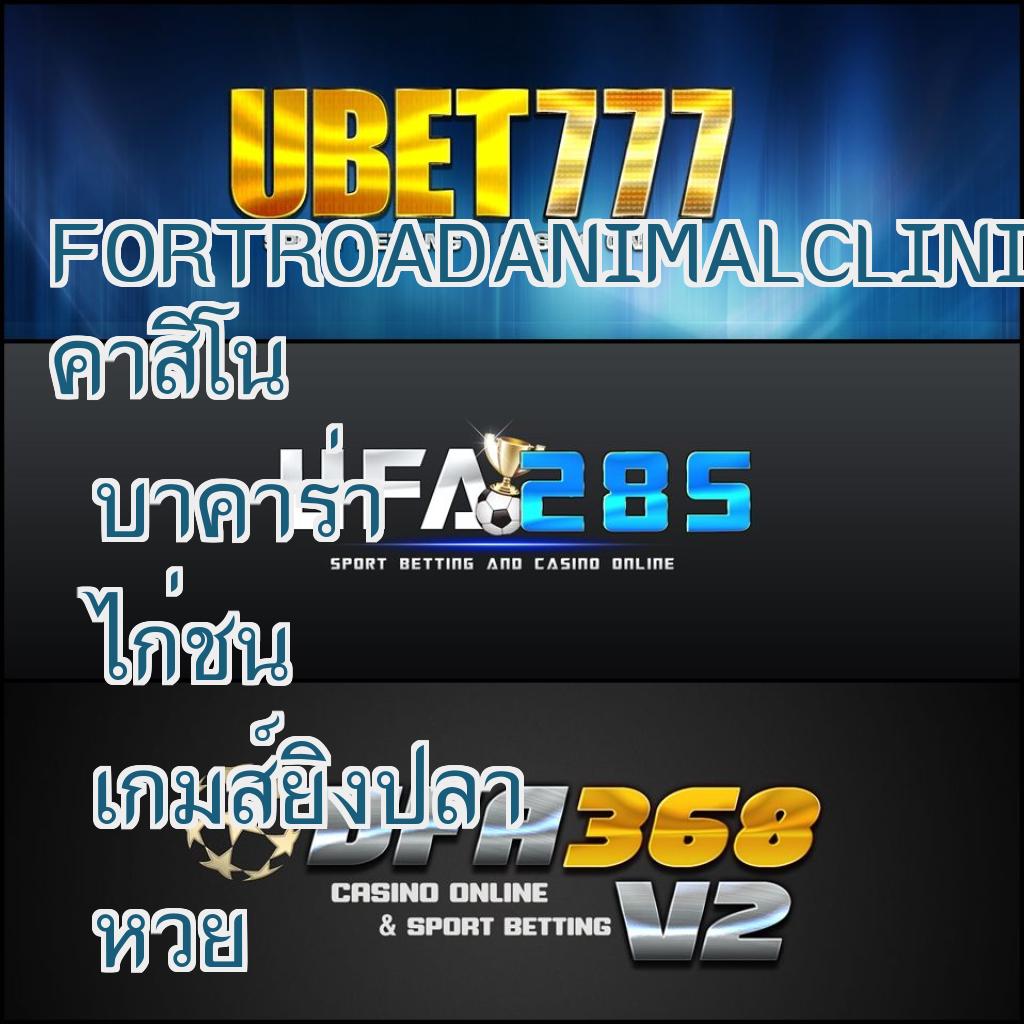 UBET777
FORTROADANIMALCLINI
คาสิโน
UFA285
บาคาร่า
SPORT BETTING AND CASINO ONLINE
ไก่ชน
เกมส์ยิงปลา
DFA368
CASINO ONLINE
& SPORT BETTING
V2
หวย